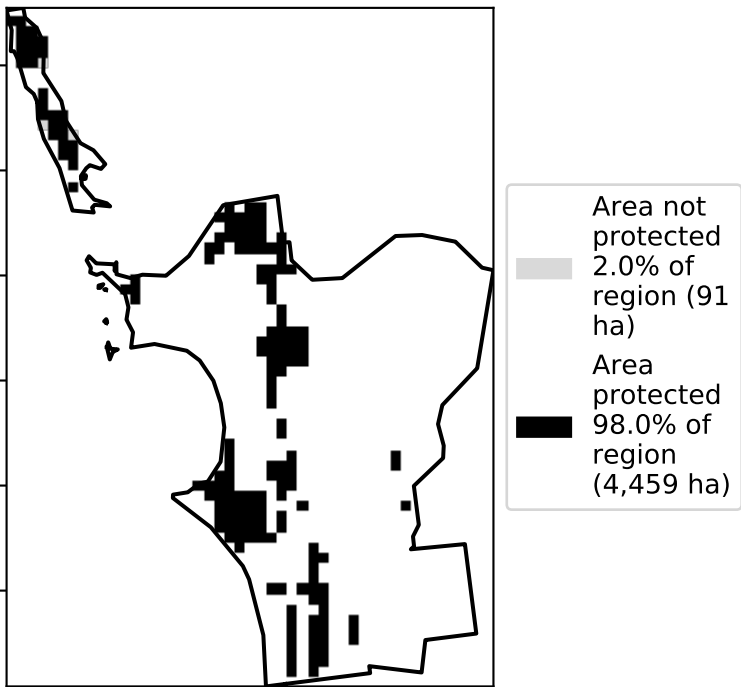 Area not
protected
2.0% of
region (91
ha)
Area
protected
98.0% of
region
(4,459 ha)